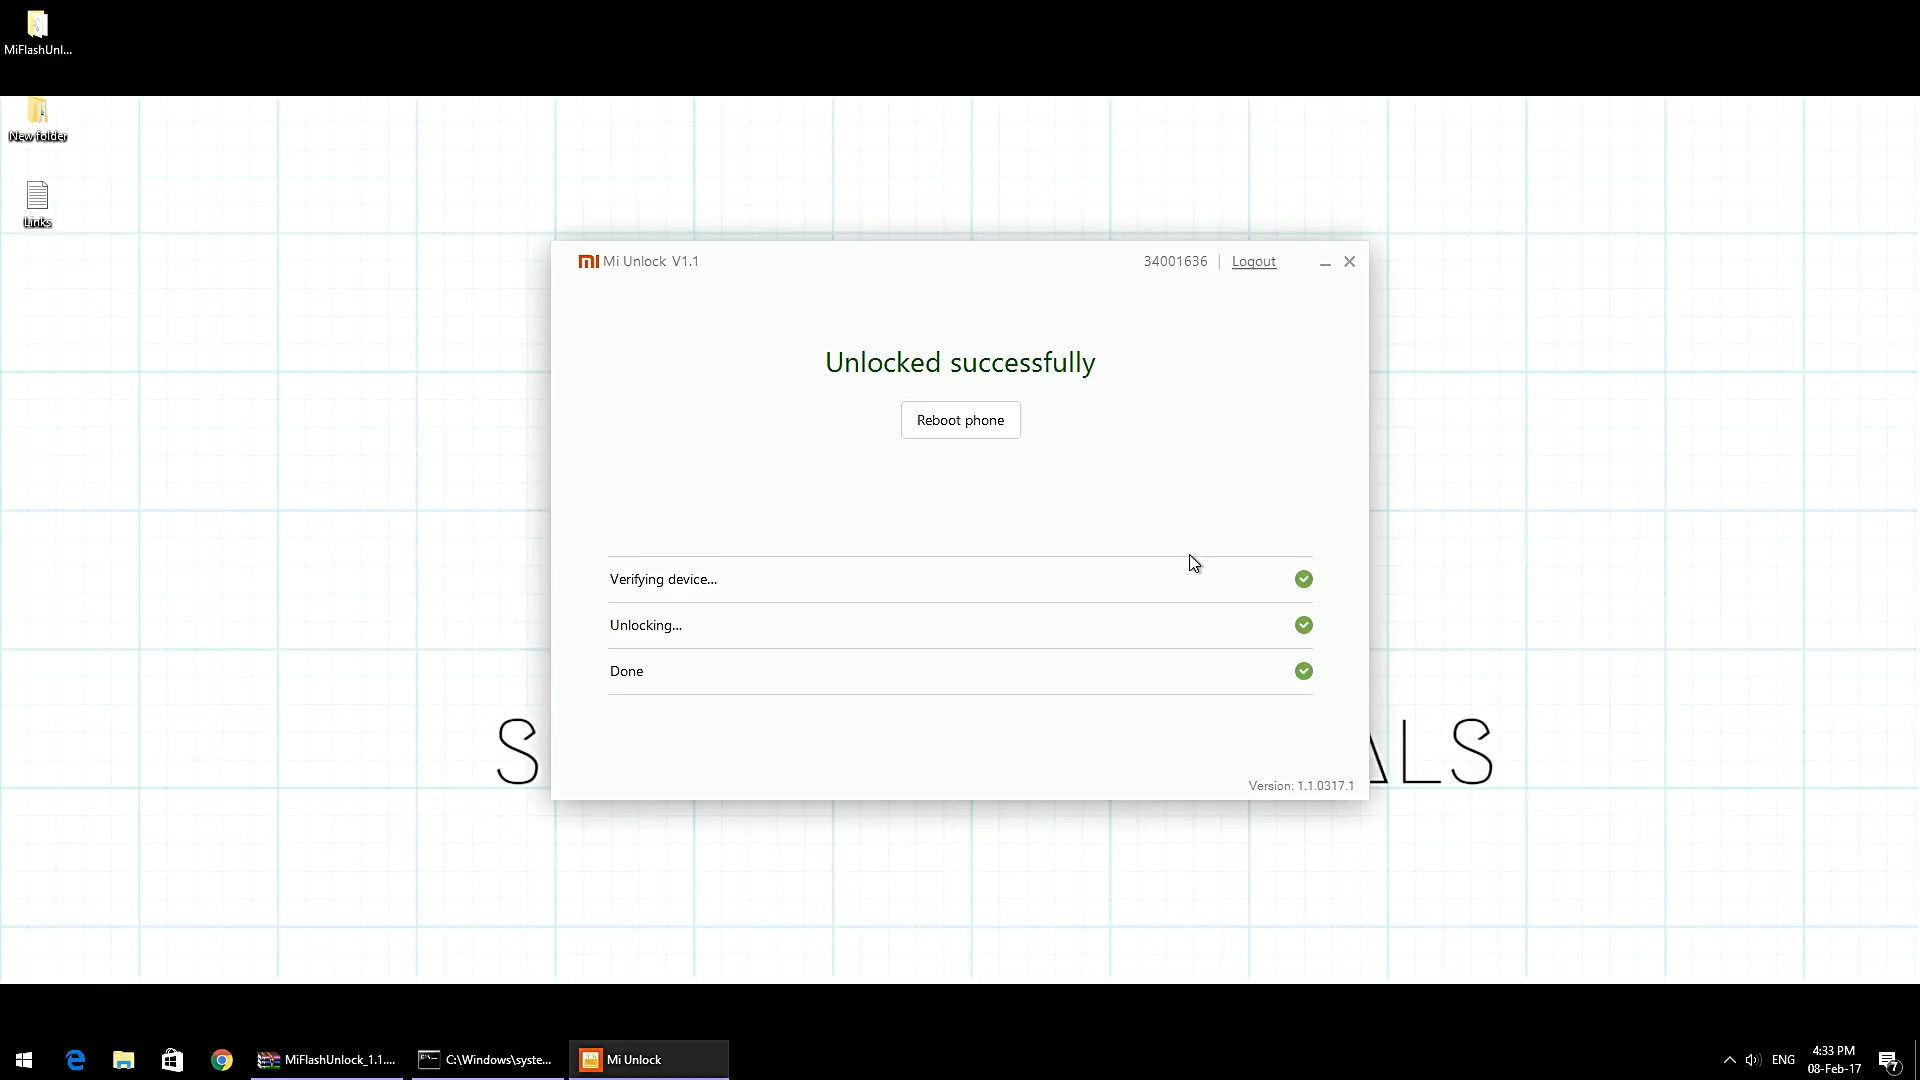 MiFlashUnl...
New folder
Links
Mi Unlock V1.1
34001636 | Logout
Unlocked successfully
Reboot phone
Verifying device...
Unlocking...
Done
S
ALS
Version: 1.1.0317.1
MiFlashUnlock_1.1....
C:\Windows\syste...
Mi Unlock
ENG
4:33 PM
08-Feb-17
7